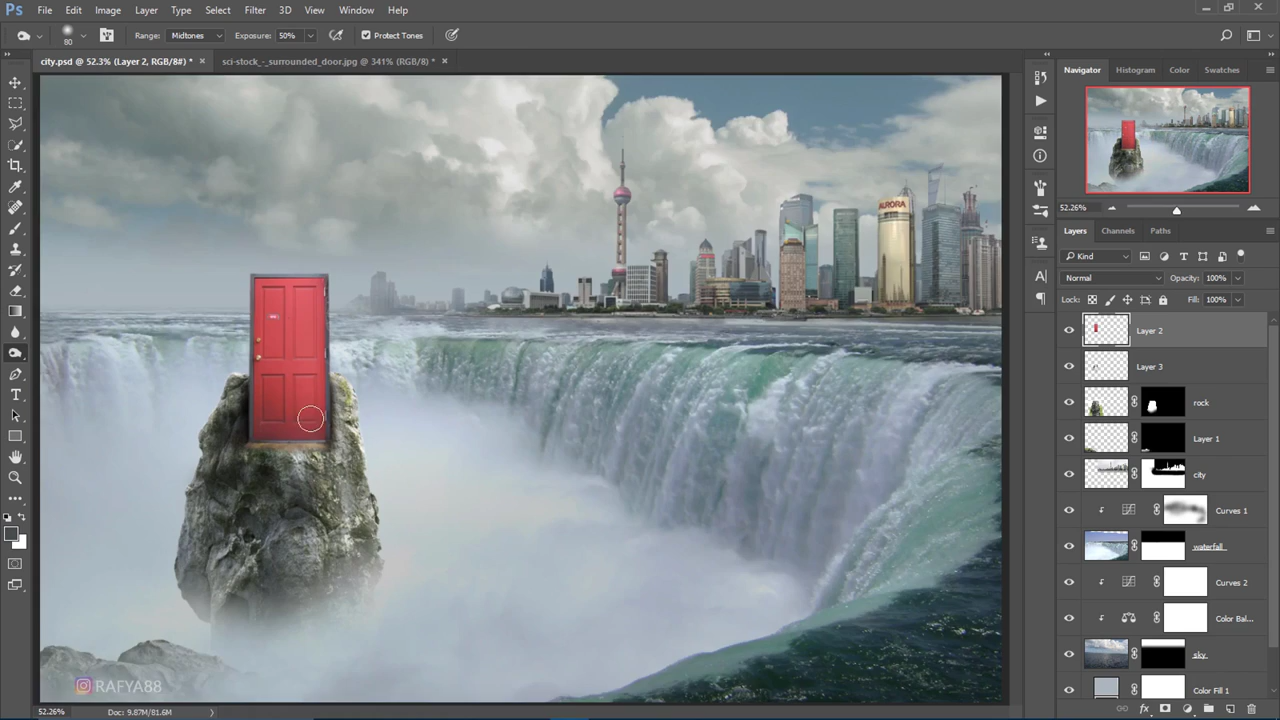 Ps File Edit Image Layer Type Select Filter 3D View Window Help
80 Range: Midtones Exposure: 50% Protect Tones
city.psd @ 52.3% (Layer 2, RGB/8#) * × sci-stock_-_surrounded_door.jpg @ 341% (RGB/8) * ×
Navigator Histogram Color Swatches
AURORA
52.26%
Layers Channels Paths
Kind
Normal Opacity: 100%
Lock: Fill: 100%
Layer 2
Layer 3
rock
Layer 1
city
Curves 1
waterfall
Curves 2
Color Bal...
sky
Color Fill 1
RAFYA88
52.26% Doc: 9.87M/81.6M
fx